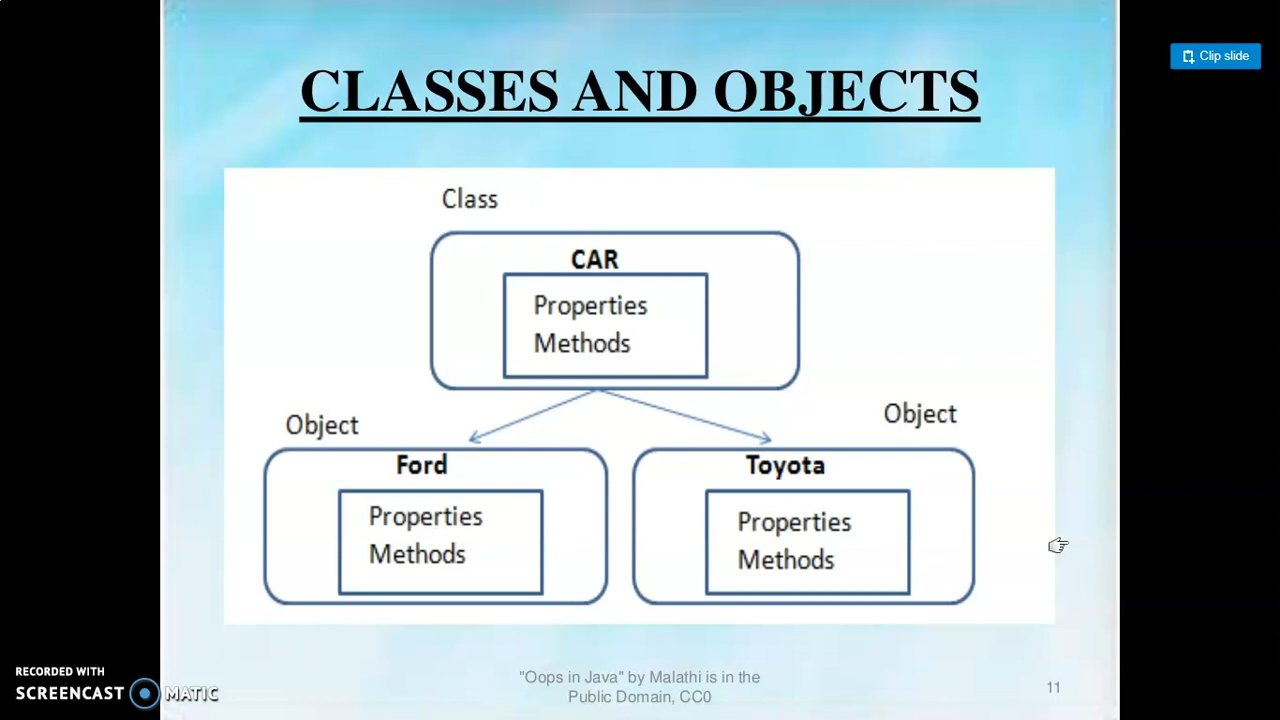 Clip slide
CLASSES AND OBJECTS
Class
CAR
Properties
Methods
Object
Object
Ford
Properties
Methods
Toyota
Properties
Methods
RECORDED WITH
SCREENCAST MATIC
"Oops in Java" by Malathi is in the
Public Domain, CC0
11